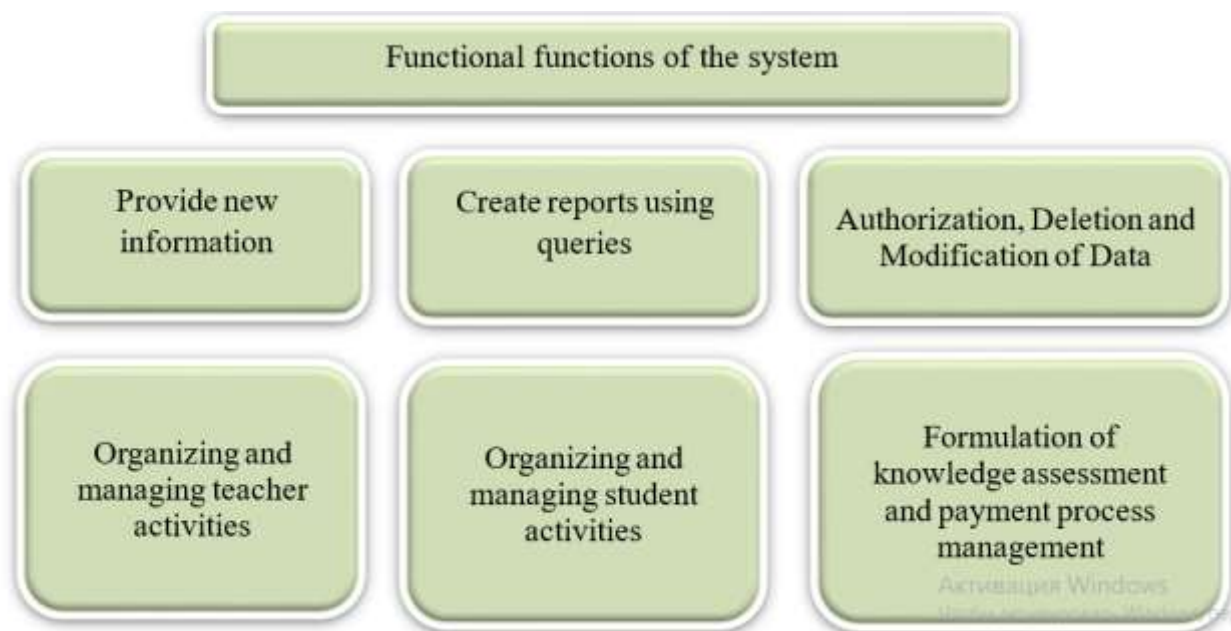 Functional functions of the system
Provide new
information
Create reports using
queries
Authorization, Deletion and
Modification of Data
Organizing and
managing teacher
activities
Organizing and
managing student
activities
Formulation of
knowledge assessment
and payment process
management
Активация Windows